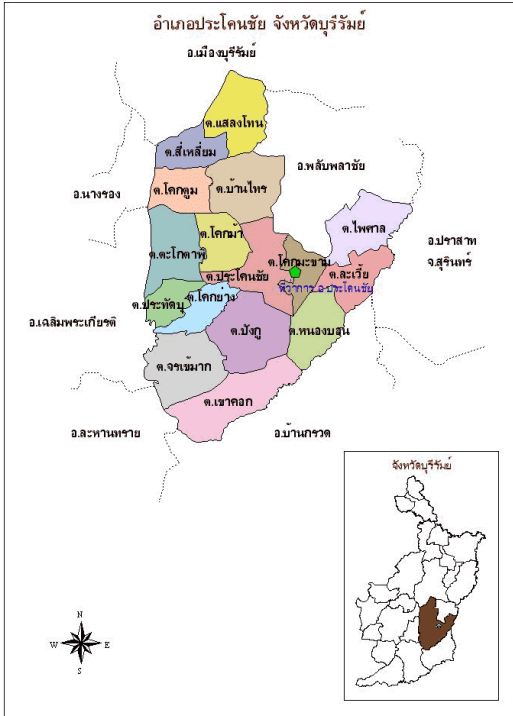 อำเภอประโคนชัย จังหวัดบุรีรัมย์
อ.เมืองบุรีรัมย์
ต.แสลงโทน
ต.สี่เหลี่ยม
อ.พลับพลาชัย
อ.นางรอง
ต.โคกตูม
ต.บ้านไทร
ต.ไพศาล
ต.โคกม้า
อ.ปราสาท
จ.สุรินทร์
ต.ตะโกตาพิ
ต.โคกมะขาม
ต.ประโคนชัย
ต.ละเวี้ย
ที่ว่าการ อ.ประโคนชัย
ต.ประทัดบุ
ต.โคกย่าง
อ.เฉลิมพระเกียรติ
ต.ปังกู
ต.หนองบอน
ต.จรเข้มาก
ต.เขาคอก
อ.ละหานทราย
อ.บ้านกรวด
จังหวัดบุรีรัมย์
N
W E
S